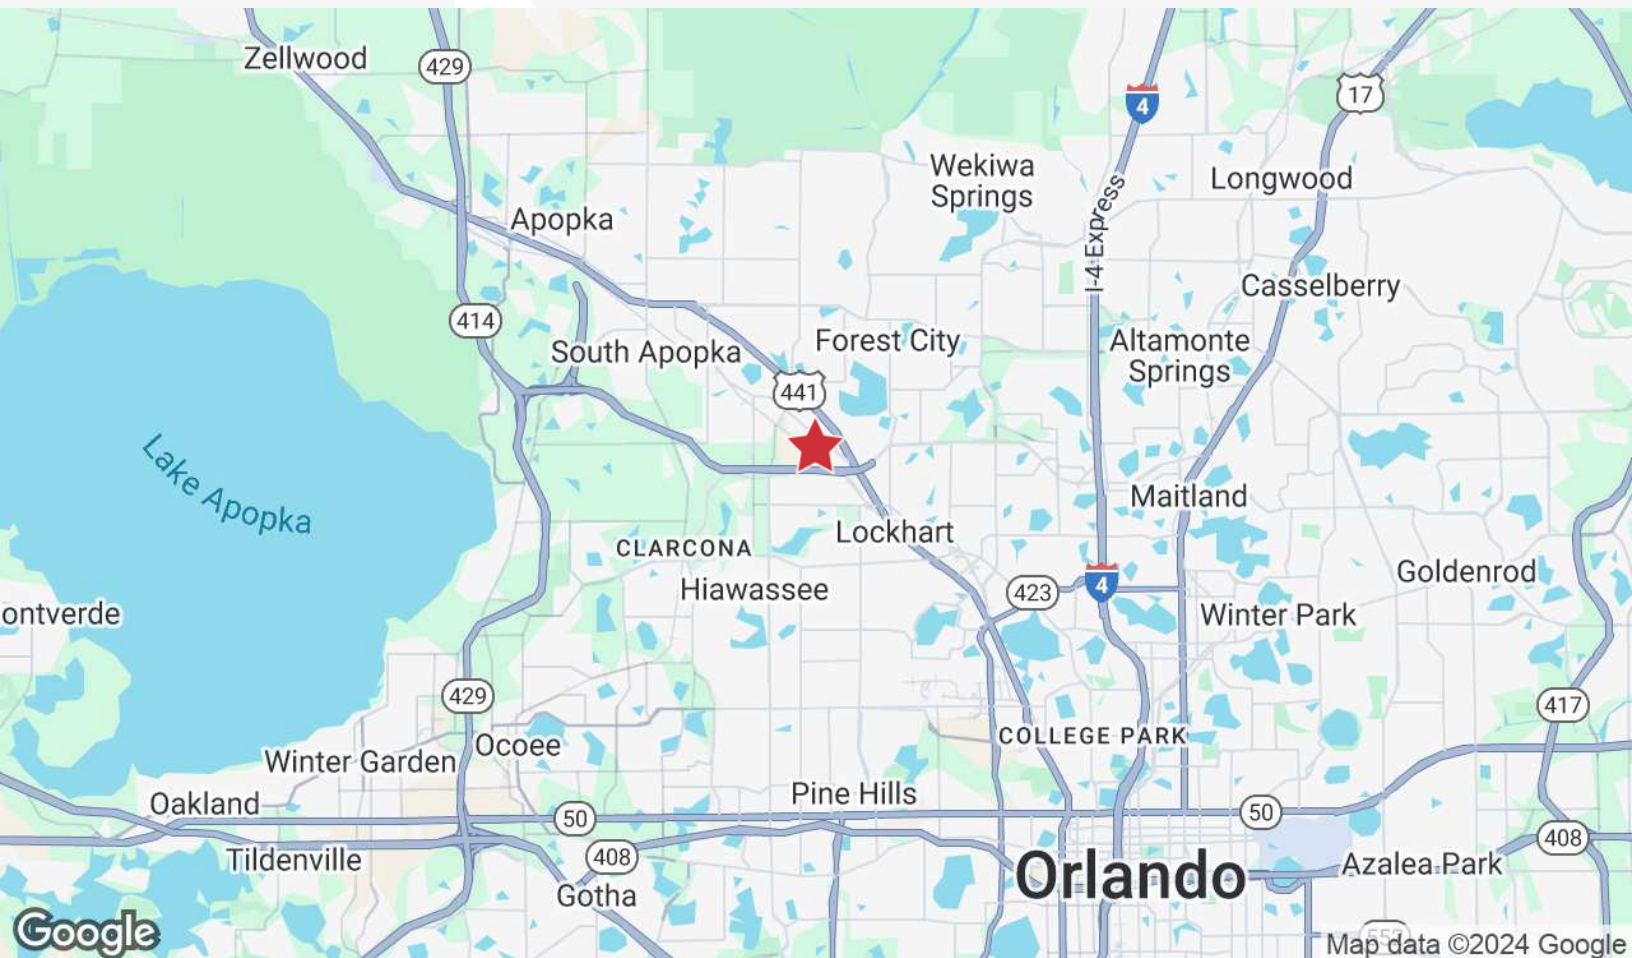 Zellwood
429
4
17
Wekiwa
Springs
Longwood
Apopka
I-4 Express
Casselberry
414
South Apopka
Forest City
Altamonte
Springs
441
Lake Apopka
Maitland
Lockhart
CLARCONA
Hiawassee
423
4
Goldenrod
ontverde
Winter Park
429
417
Ocoee
COLLEGE PARK
Winter Garden
Oakland
Pine Hills
50
50
408
408
Tildenville
Gotha
Orlando
Azalea Park
Google
Map data ©2024 Google